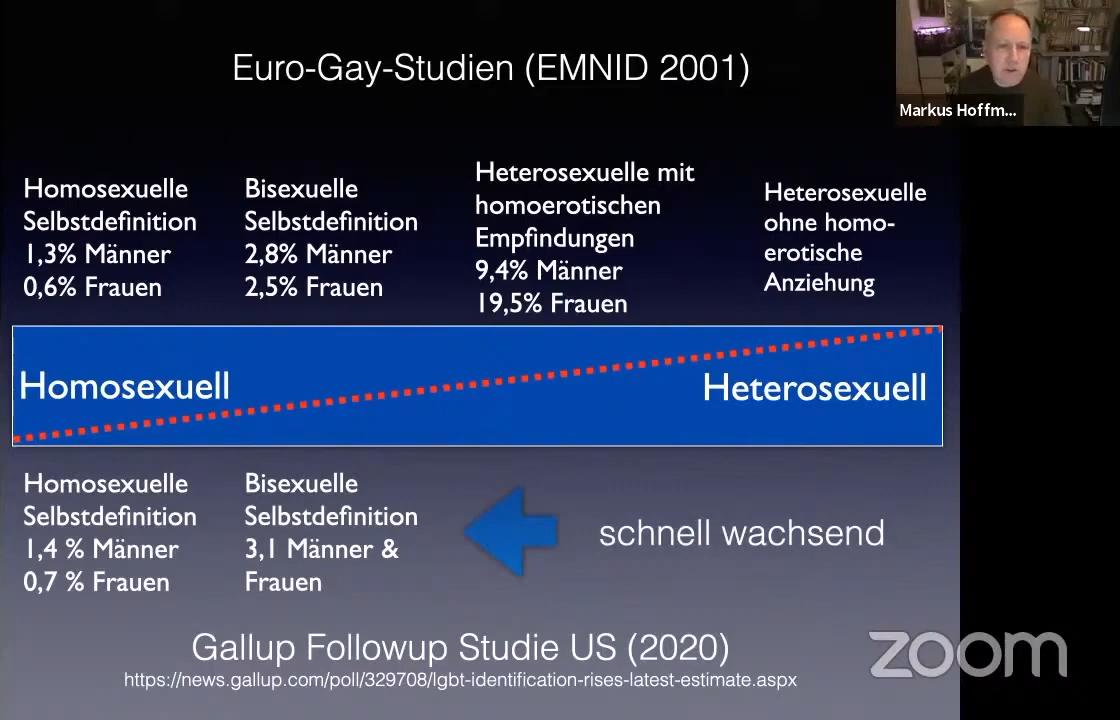 Euro-Gay-Studien (EMNID 2001)
Markus Hoffm...
Homosexuelle
Selbstdefinition
1,3% Männer
0,6% Frauen
Bisexuelle
Selbstdefinition
2,8% Männer
2,5% Frauen
Heterosexuelle mit
homoerotischen
Empfindungen
9,4% Männer
19,5% Frauen
Heterosexuelle
ohne homo-
erotische
Anziehung
Homosexuell
Heterosexuell
Homosexuelle
Selbstdefinition
1,4 % Männer
0,7 % Frauen
Bisexuelle
Selbstdefinition
3,1 Männer &
Frauen
schnell wachsend
Gallup Followup Studie US (2020)
https://news.gallup.com/poll/329708/lgbt-identification-rises-latest-estimate.aspx
zoom